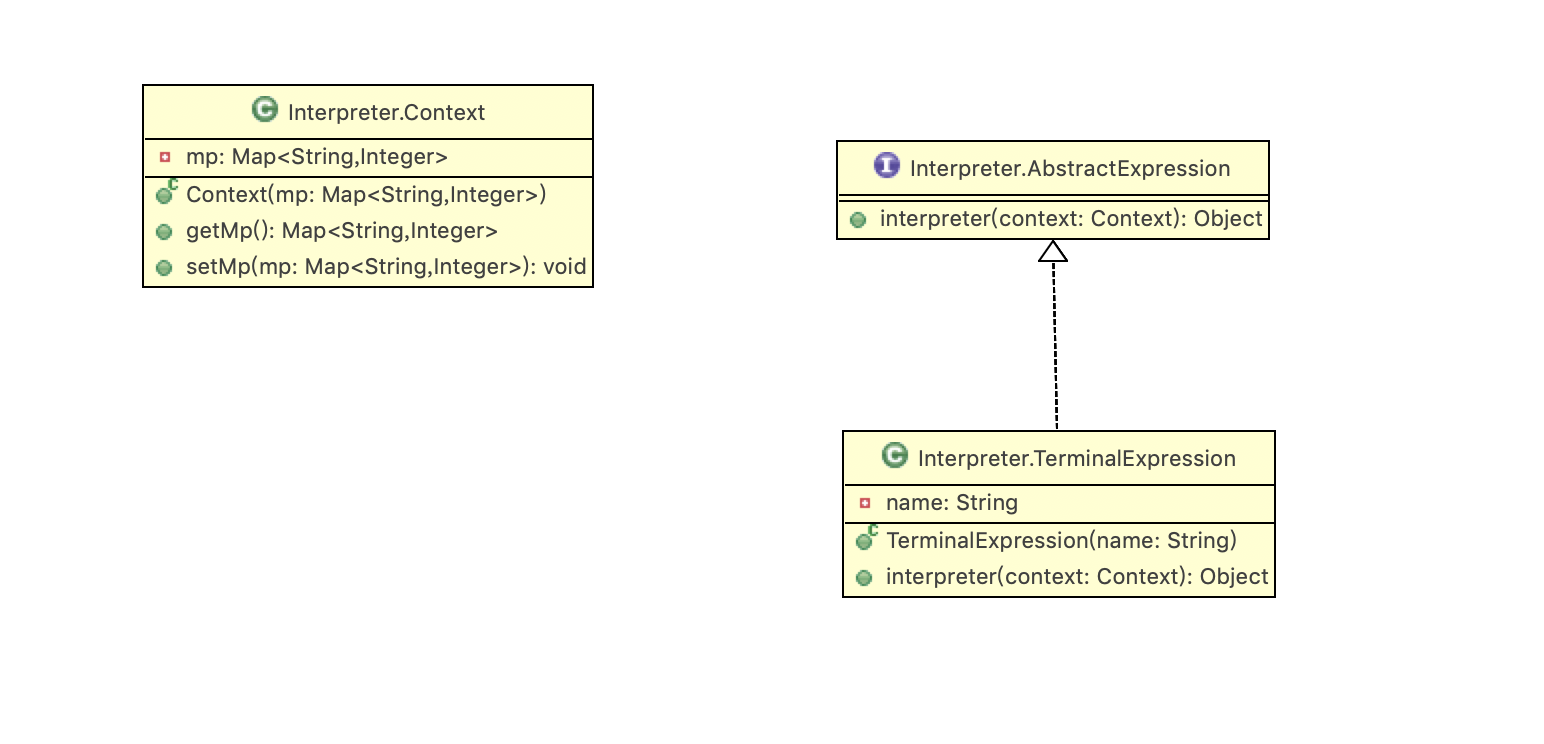 Interpreter.Context
mp: Map<String,Integer>
Context(mp: Map<String,Integer>)
getMp(): Map<String,Integer>
setMp(mp: Map<String,Integer>): void
Interpreter.AbstractExpression
interpreter(context: Context): Object
Interpreter.TerminalExpression
name: String
TerminalExpression(name: String)
interpreter(context: Context): Object